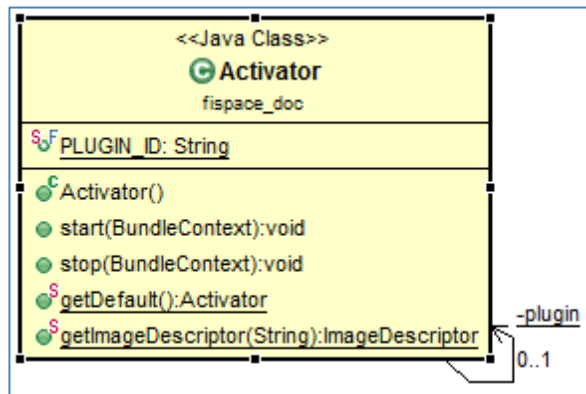 <<Java Class>>
C Activator
fispace_doc
S F PLUGIN_ID: String
C Activator()
start(BundleContext):void
stop(BundleContext):void
S getDefault():Activator
S getImageDescriptor(String):ImageDescriptor
-plugin
0..1